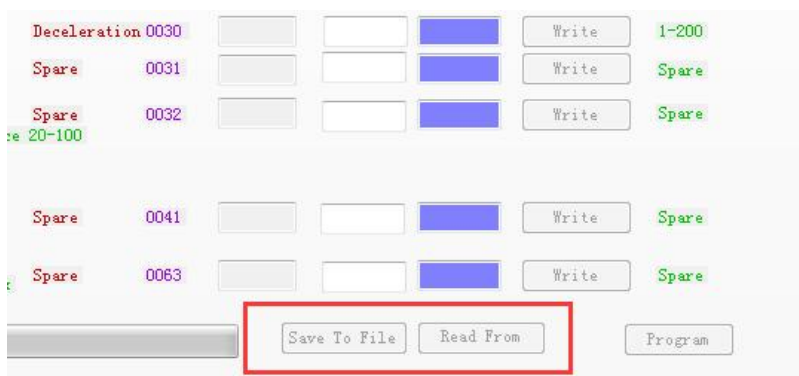 Deceleration 0030 Write 1-200
Spare 0031 Write Spare
Spare 0032 Write Spare
ce 20-100
Spare 0041 Write Spare
Spare 0063 Write Spare
Save To File Read From Program